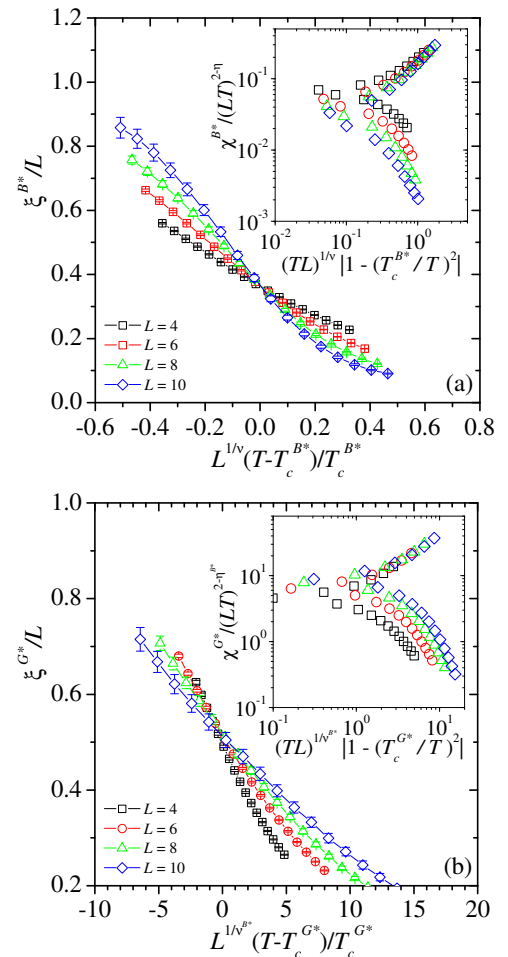 1.2
1.0
0.8
0.6
0.4
0.2
0.0
ξ^{B*}/L
-0.6 -0.4 -0.2 0.0 0.2 0.4 0.6 0.8
L^{1/ν}(T-T_c^{B*})/T_c^{B*}
L = 4
L = 6
L = 8
L = 10
(a)
10^{-1}
10^{-2}
10^{-3}
χ^{B*}/(LT)^{2-η}
10^{-2} 10^{-1} 10^{0}
(TL)^{1/ν} |1 - (T_c^{B*}/T)^2|
1.0
0.8
0.6
0.4
0.2
ξ^{G*}/L
-10 -5 0 5 10 15 20
L^{1/ν^{B*}}(T-T_c^{G*})/T_c^{G*}
L = 4
L = 6
L = 8
L = 10
(b)
10^{2}
10^{1}
10^{0}
10^{-1}
χ^{G*}/(LT)^{2-η^{B*}}
10^{-1} 10^{0} 10^{1}
(TL)^{1/ν^{B*}} |1 - (T_c^{G*}/T)^2|